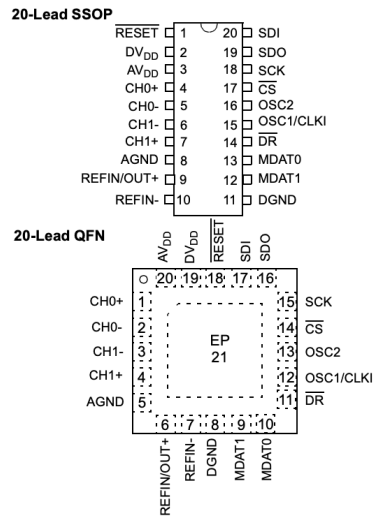 20-Lead SSOP
RESET 1 20 SDI
DVDD 2 19 SDO
AVDD 3 18 SCK
CH0+ 4 17 CS
CH0- 5 16 OSC2
CH1- 6 15 OSC1/CLKI
CH1+ 7 14 DR
AGND 8 13 MDAT0
REFIN/OUT+ 9 12 MDAT1
REFIN- 10 11 DGND
20-Lead QFN
AVDD DVDD RESET SDI SDO
20 19 18 17 16
CH0+ 1 15 SCK
CH0- 2 14 CS
EP
CH1- 3 21 13 OSC2
CH1+ 4 12 OSC1/CLKI
AGND 5 11 DR
6 7 8 9 10
REFIN/OUT+ REFIN- DGND MDAT1 MDAT0